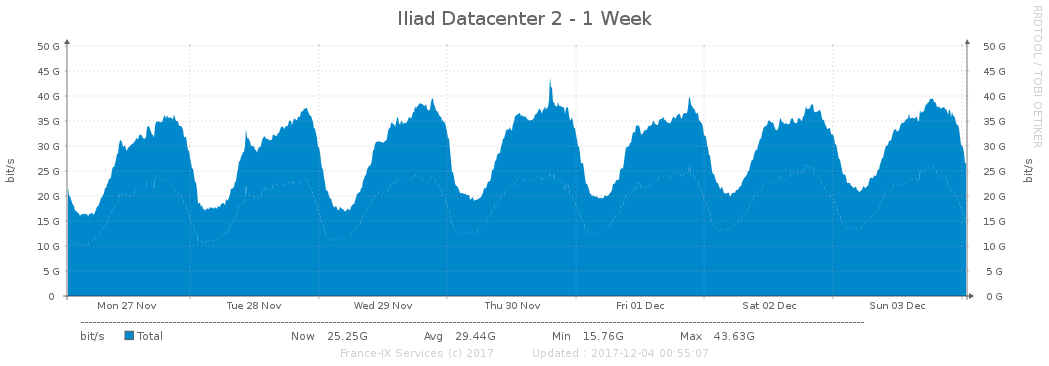 Iliad Datacenter 2 - 1 Week
RRDTOOL / TOBI OETIKER
50 G 50 G
45 G 45 G
40 G 40 G
35 G 35 G
30 G 30 G
25 G 25 G
20 G 20 G
15 G 15 G
10 G 10 G
5 G 5 G
0 0 G
bit/s
bit/s
Mon 27 Nov Tue 28 Nov Wed 29 Nov Thu 30 Nov Fri 01 Dec Sat 02 Dec Sun 03 Dec
bit/s Total Now 25.25G Avg 29.44G Min 15.76G Max 43.63G
France-IX Services (c) 2017 Updated : 2017-12-04 00:55:07